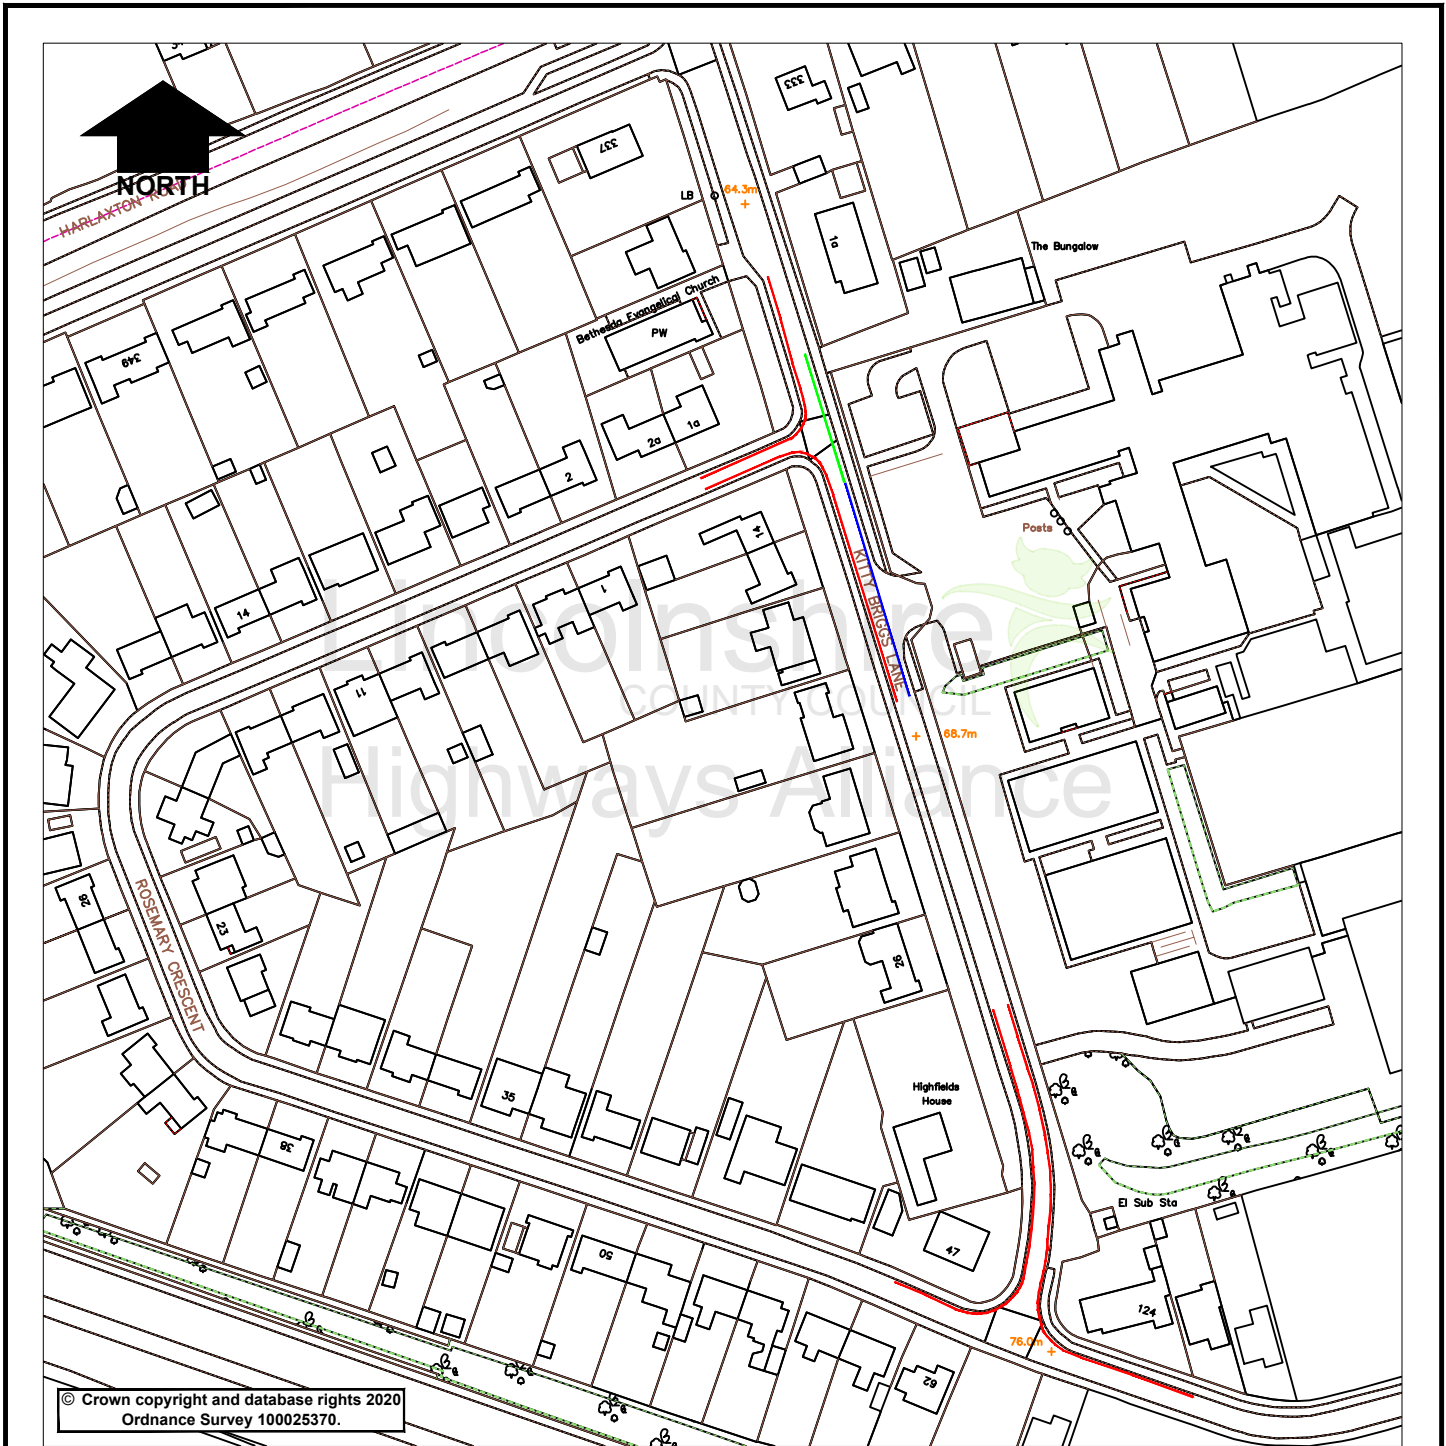 333
337
NORTH
HARLAXTON ROAD
LB
64.3m
1a
The Bungalow
Bethesda Evangelical Church
PW
349
2a
1a
2
14
Posts
14
1
KITTY BRIGGS LANE
Lincolnshire
COUNTY COUNCIL
Highways Alliance
11
68.7m
28
23
ROSEMARY CRESCENT
26
35
Highfields
House
38
El Sub Sta
47
50
124
76.0m
62
© Crown copyright and database rights 2020
Ordnance Survey 100025370.